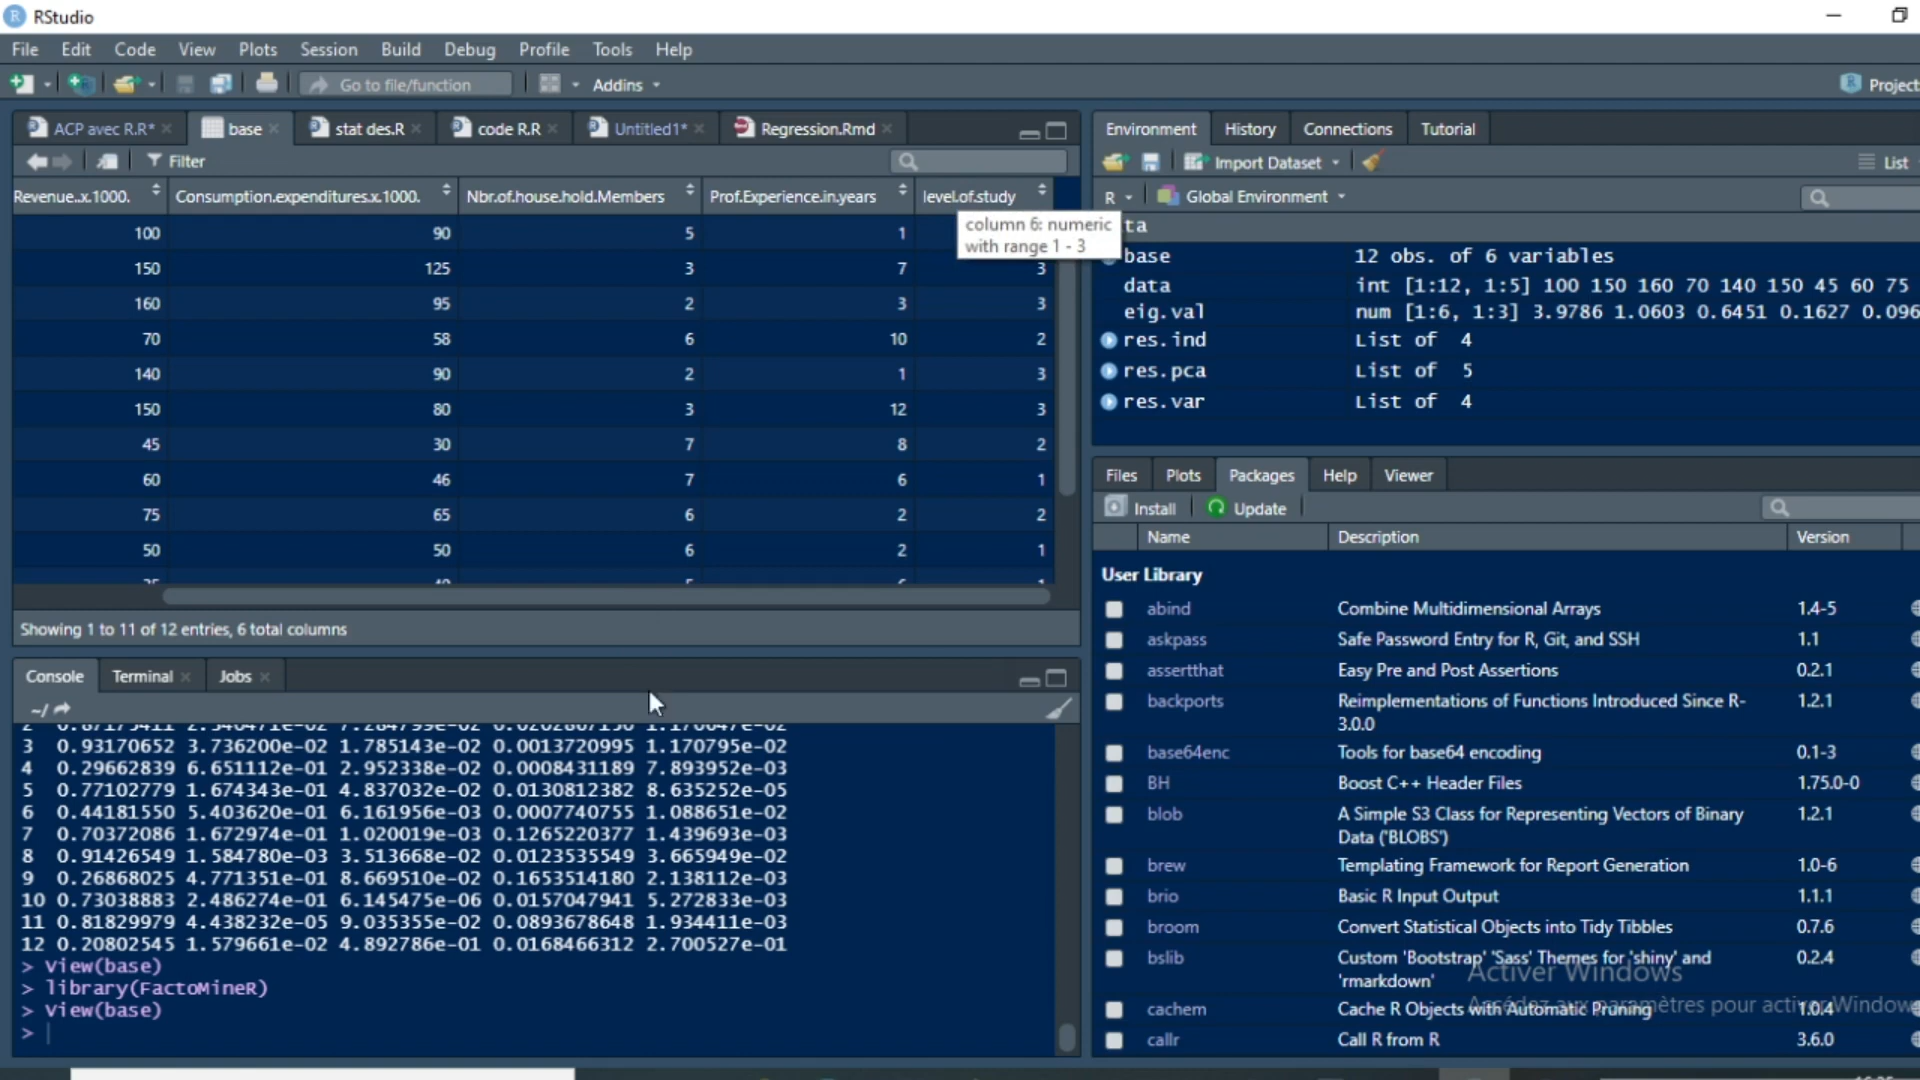 RStudio
File Edit Code View Plots Session Build Debug Profile Tools Help
Go to file/function Addins Project
ACP avec R.R* base stat des.R code R.R Untitled1* Regression.Rmd
Filter
Revenue..x.1000. Consumption.expenditures.x.1000. Nbr.of.house.hold.Members Prof.Experience.in.years level.of.study
column 6: numeric
with range 1 - 3
100 90 5 1
150 125 3 7 3
160 95 2 3 3
70 58 6 10 2
140 90 2 1 3
150 80 3 12 3
45 30 7 8 2
60 46 7 6 1
75 65 6 2 2
50 50 6 2 1
Showing 1 to 11 of 12 entries, 6 total columns
Console Terminal Jobs
~/
3 0.93170652 3.736200e-02 1.785143e-02 0.0013720995 1.170795e-02
4 0.29662839 6.651112e-01 2.952338e-02 0.0008431189 7.893952e-03
5 0.77102779 1.674343e-01 4.837032e-02 0.0130812382 8.635252e-05
6 0.44181550 5.403620e-01 6.161956e-03 0.0007740755 1.088651e-02
7 0.70372086 1.672974e-01 1.020019e-03 0.1265220377 1.439693e-03
8 0.91426549 1.584780e-03 3.513668e-02 0.0123535549 3.665949e-02
9 0.26868025 4.771351e-01 8.669510e-02 0.1653514180 2.138112e-03
10 0.73038883 2.486274e-01 6.145475e-06 0.0157047941 5.272833e-03
11 0.81829979 4.438232e-05 9.035355e-02 0.0893678648 1.934411e-03
12 0.20802545 1.579661e-02 4.892786e-01 0.0168466312 2.700527e-01
> View(base)
> library(FactoMineR)
> View(base)
>
Environment History Connections Tutorial
Import Dataset List
R Global Environment
ta
base 12 obs. of 6 variables
data int [1:12, 1:5] 100 150 160 70 140 150 45 60 75
eig.val num [1:6, 1:3] 3.9786 1.0603 0.6451 0.1627 0.096
res.ind List of 4
res.pca List of 5
res.var List of 4
Files Plots Packages Help Viewer
Install Update
Name Description Version
User Library
abind Combine Multidimensional Arrays 1.4-5
askpass Safe Password Entry for R, Git, and SSH 1.1
assertthat Easy Pre and Post Assertions 0.2.1
backports Reimplementations of Functions Introduced Since R-3.0.0 1.2.1
base64enc Tools for base64 encoding 0.1-3
BH Boost C++ Header Files 1.75.0-0
blob A Simple S3 Class for Representing Vectors of Binary Data ('BLOBS') 1.2.1
brew Templating Framework for Report Generation 1.0-6
brio Basic R Input Output 1.1.1
broom Convert Statistical Objects into Tidy Tibbles 0.7.6
bslib Custom 'Bootstrap' 'Sass' Themes for 'shiny' and 'rmarkdown' 0.2.4
cachem Cache R Objects with Automatic Pruning 1.0.4
callr Call R from R 3.6.0
Activer Windows
Accédez aux paramètres pour activer Window